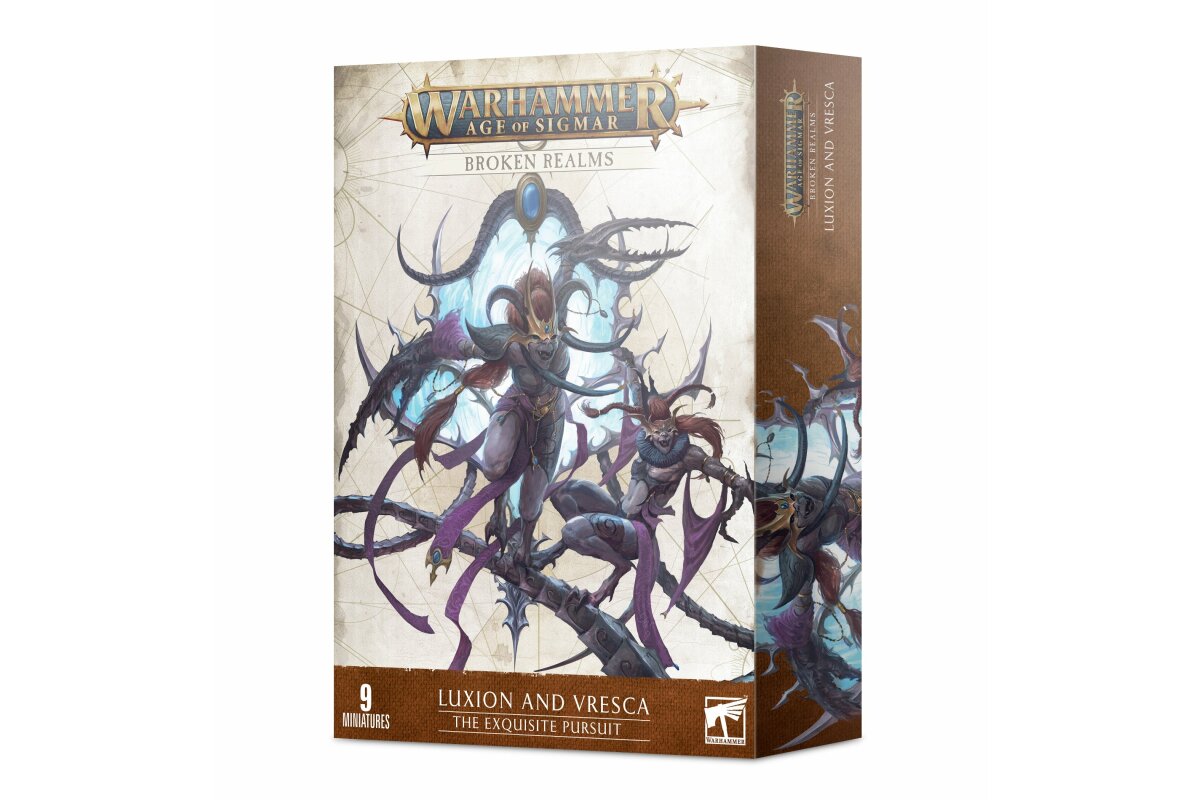 WARHAMMER
AGE OF SIGMAR
BROKEN REALMS
9
MINIATURES
LUXION AND VRESCA
THE EXQUISITE PURSUIT
WARHAMMER
WARHAMMER
AGE OF SIGMAR
BROKEN REALMS
LUXION AND VRESCA